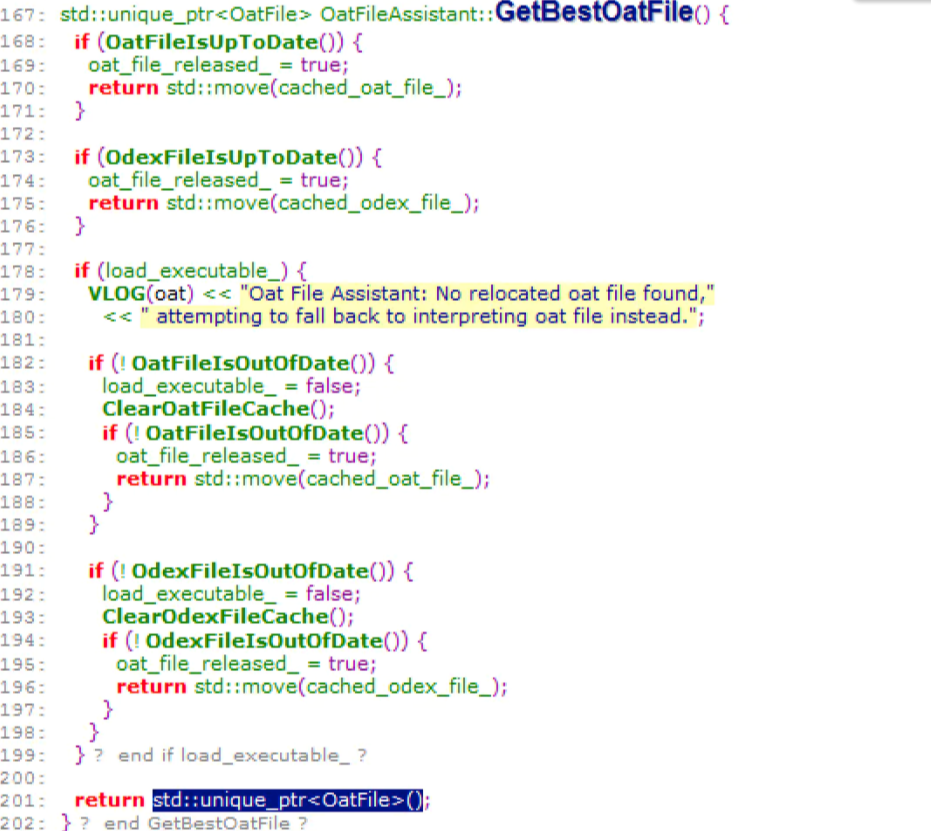 167: std::unique_ptr<OatFile> OatFileAssistant::GetBestOatFile() {
168: if (OatFileIsUpToDate()) {
169: oat_file_released_ = true;
170: return std::move(cached_oat_file_);
171: }
172:
173: if (OdexFileIsUpToDate()) {
174: oat_file_released_ = true;
175: return std::move(cached_odex_file_);
176: }
177:
178: if (load_executable_) {
179: VLOG(oat) << "Oat File Assistant: No relocated oat file found,"
180: << " attempting to fall back to interpreting oat file instead.";
181:
182: if (! OatFileIsOutOfDate()) {
183: load_executable_ = false;
184: ClearOatFileCache();
185: if (! OatFileIsOutOfDate()) {
186: oat_file_released_ = true;
187: return std::move(cached_oat_file_);
188: }
189: }
190:
191: if (! OdexFileIsOutOfDate()) {
192: load_executable_ = false;
193: ClearOdexFileCache();
194: if (! OdexFileIsOutOfDate()) {
195: oat_file_released_ = true;
196: return std::move(cached_odex_file_);
197: }
198: }
199: } ? end if load_executable_ ?
200:
201: return std::unique_ptr<OatFile>();
202: } ? end GetBestOatFile ?